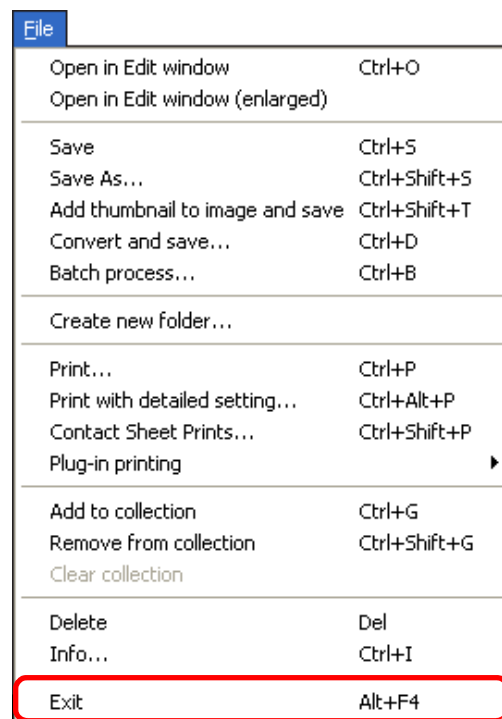 File
Open in Edit window Ctrl+O
Open in Edit window (enlarged)
Save Ctrl+S
Save As... Ctrl+Shift+S
Add thumbnail to image and save Ctrl+Shift+T
Convert and save... Ctrl+D
Batch process... Ctrl+B
Create new folder...
Print... Ctrl+P
Print with detailed setting... Ctrl+Alt+P
Contact Sheet Prints... Ctrl+Shift+P
Plug-in printing
Add to collection Ctrl+G
Remove from collection Ctrl+Shift+G
Clear collection
Delete Del
Info... Ctrl+I
Exit Alt+F4